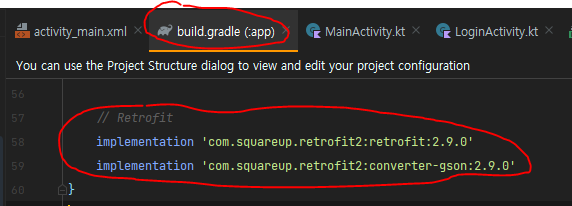 activity_main.xml build.gradle (:app) MainActivity.kt LoginActivity.kt
You can use the Project Structure dialog to view and edit your project configuration
56
57 // Retrofit
58 implementation 'com.squareup.retrofit2:retrofit:2.9.0'
59 implementation 'com.squareup.retrofit2:converter-gson:2.9.0'
60 }